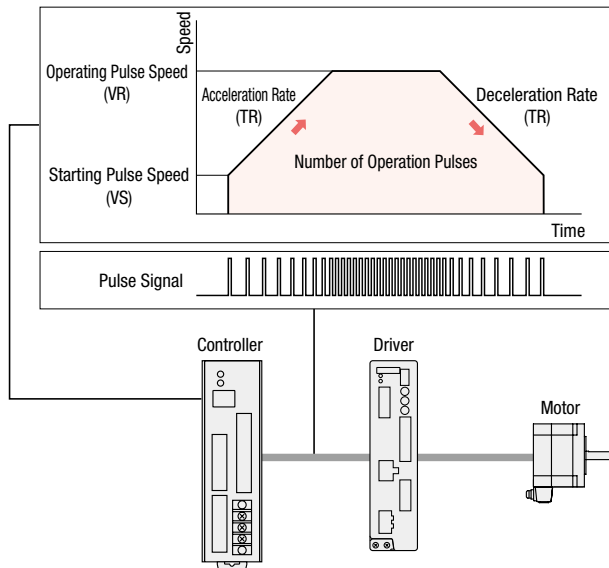 Speed
Operating Pulse Speed
(VR)
Acceleration Rate
(TR)
Deceleration Rate
(TR)
Number of Operation Pulses
Starting Pulse Speed
(VS)
Time
Pulse Signal
Controller
Driver
Motor